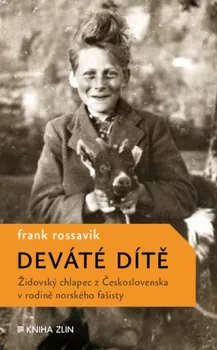 frank rossavik
DEVÁTÉ DÍTĚ
Židovský chlapec z Československa
v rodině norského fašisty
KNIHA ZLIN